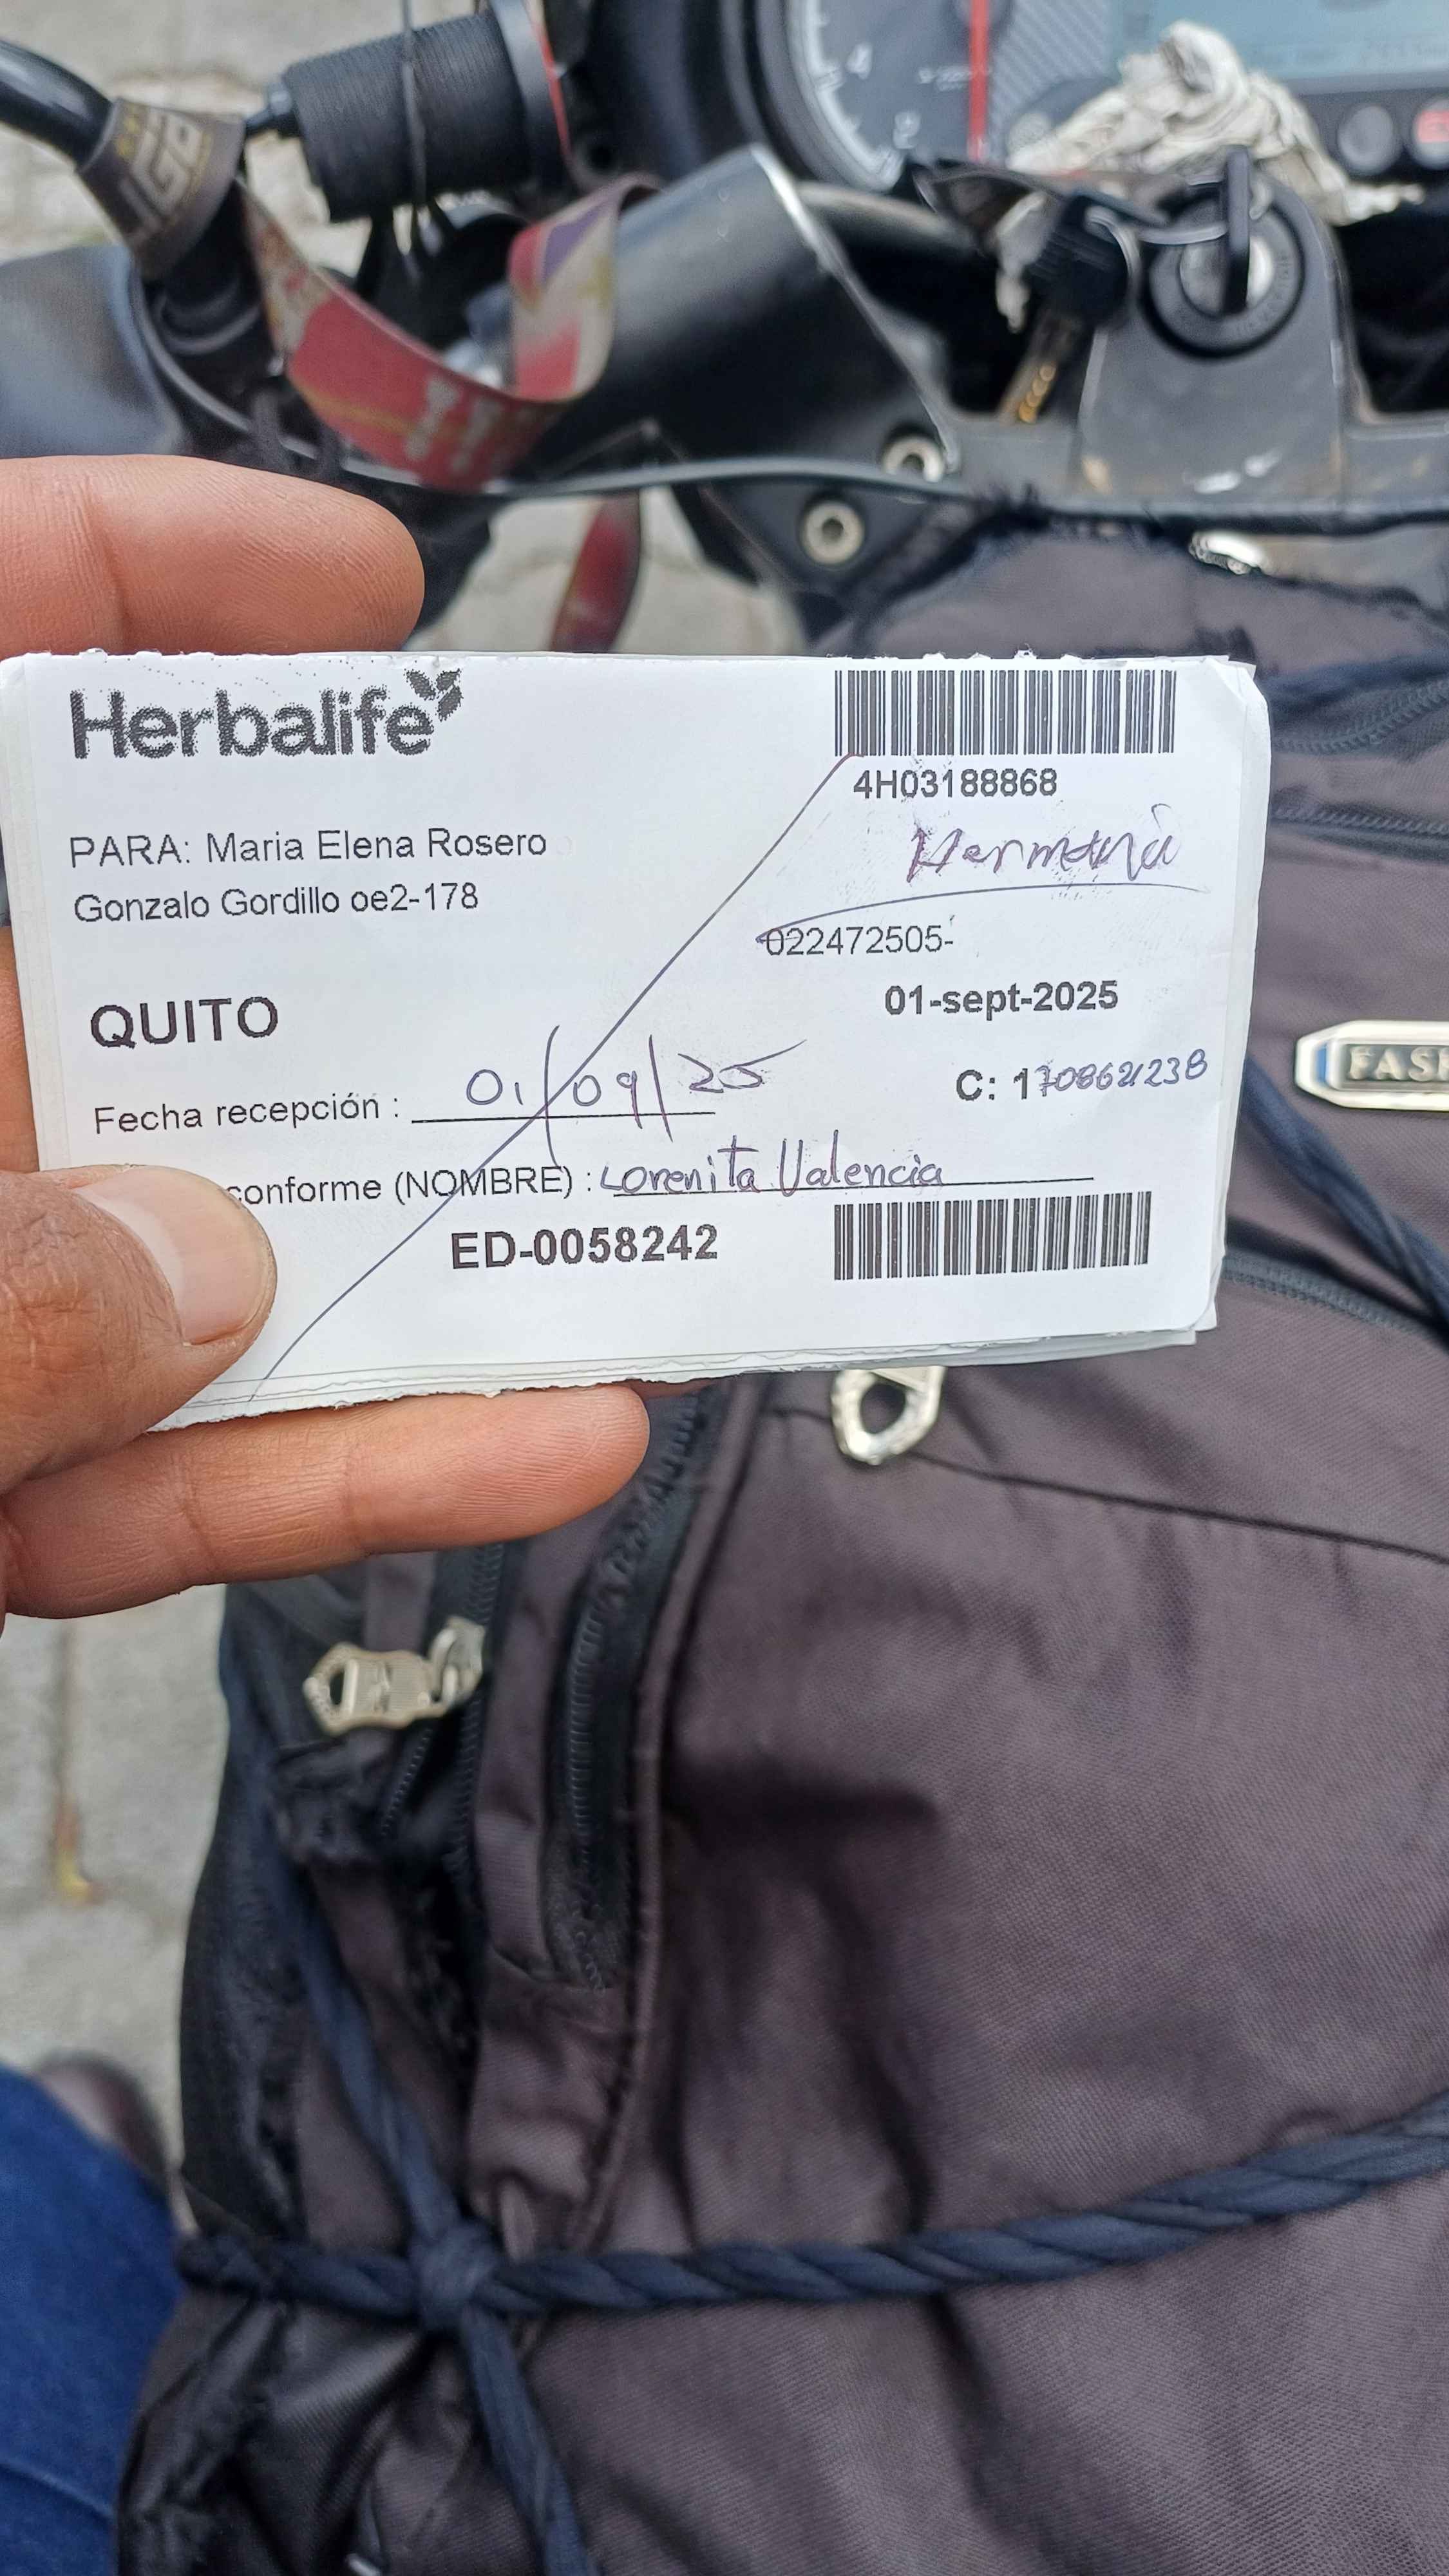 Herbalife
4H03188868
PARA: Maria Elena Rosero
Hermana
Gonzalo Gordillo oe2-178
022472505-
QUITO
01-sept-2025
Fecha recepción : 01/09/25
C: 1708621238
conforme (NOMBRE) : Lorenita Valencia
ED-0058242
FASH